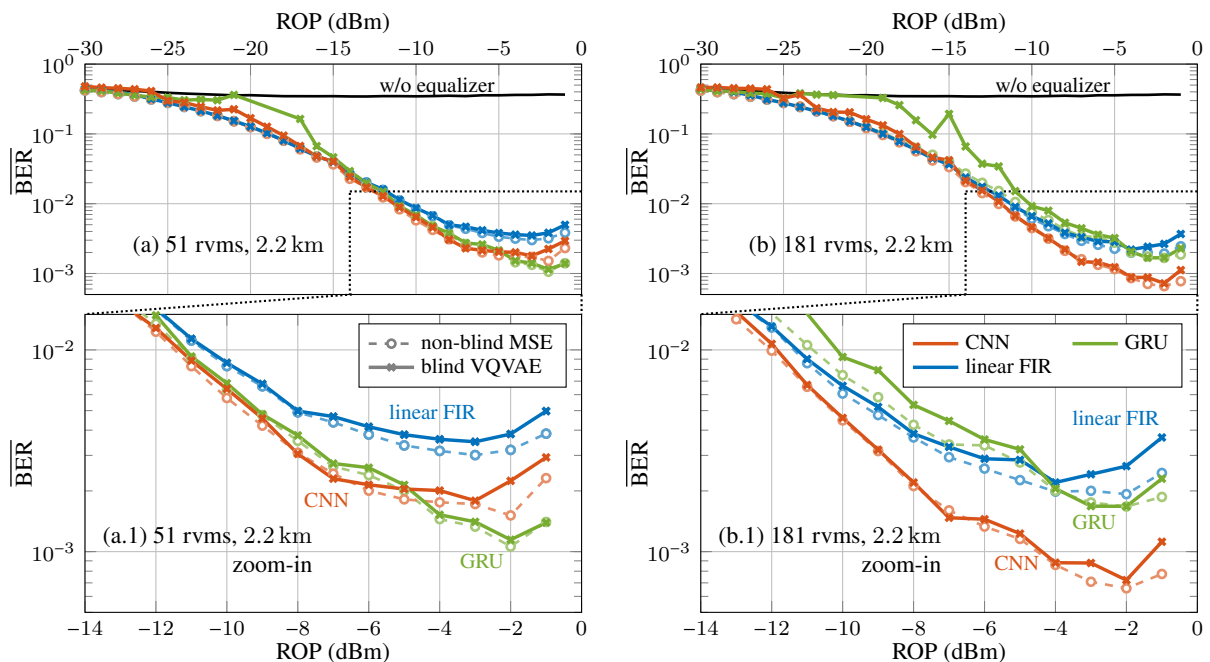 ROP (dBm)
−30 −25 −20 −15 −10 −5 0
10^0
10^−1
10^−2
10^−3
BER
w/o equalizer
(a) 51 rvms, 2.2 km
ROP (dBm)
−30 −25 −20 −15 −10 −5 0
10^0
10^−1
10^−2
10^−3
BER
w/o equalizer
(b) 181 rvms, 2.2 km
10^−2
10^−3
BER
non-blind MSE
blind VQVAE
linear FIR
CNN
GRU
(a.1) 51 rvms, 2.2 km
zoom-in
−14 −12 −10 −8 −6 −4 −2 0
ROP (dBm)
10^−2
10^−3
BER
CNN GRU
linear FIR
linear FIR
GRU
CNN
(b.1) 181 rvms, 2.2 km
zoom-in
−14 −12 −10 −8 −6 −4 −2 0
ROP (dBm)